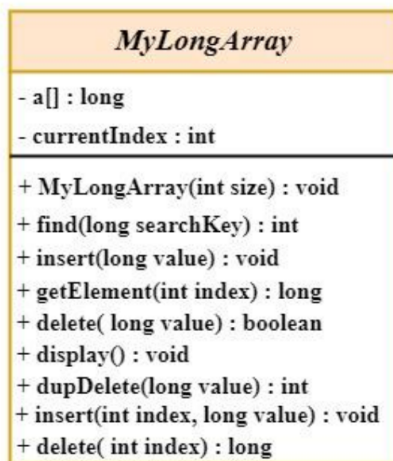 MyLongArray
- a[] : long
- currentIndex : int
+ MyLongArray(int size) : void
+ find(long searchKey) : int
+ insert(long value) : void
+ getElement(int index) : long
+ delete( long value) : boolean
+ display() : void
+ dupDelete(long value) : int
+ insert(int index, long value) : void
+ delete( int index) : long